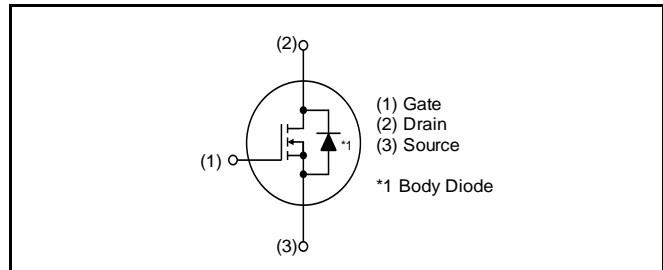 (2)
(1) Gate
(2) Drain
(3) Source
*1
(1)
*1 Body Diode
(3)